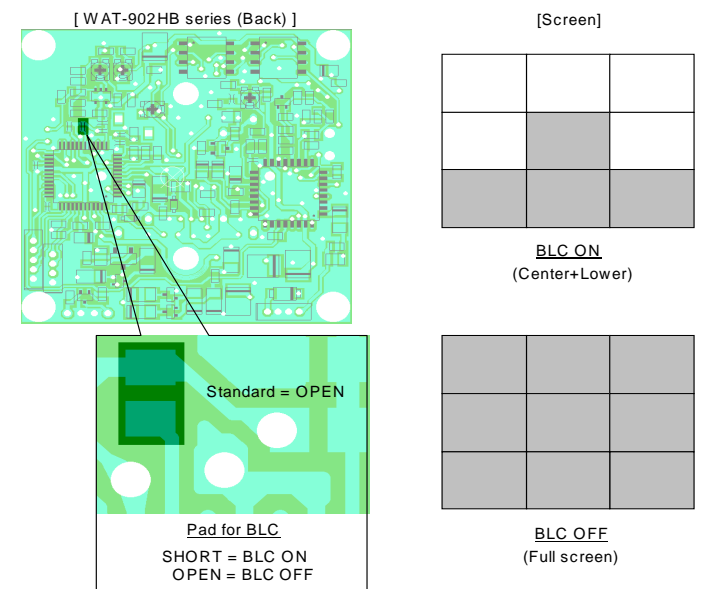 [ WAT-902HB series (Back) ]
[Screen]
BLC ON
(Center+Lower)
Standard = OPEN
Pad for BLC
SHORT = BLC ON
OPEN = BLC OFF
BLC OFF
(Full screen)